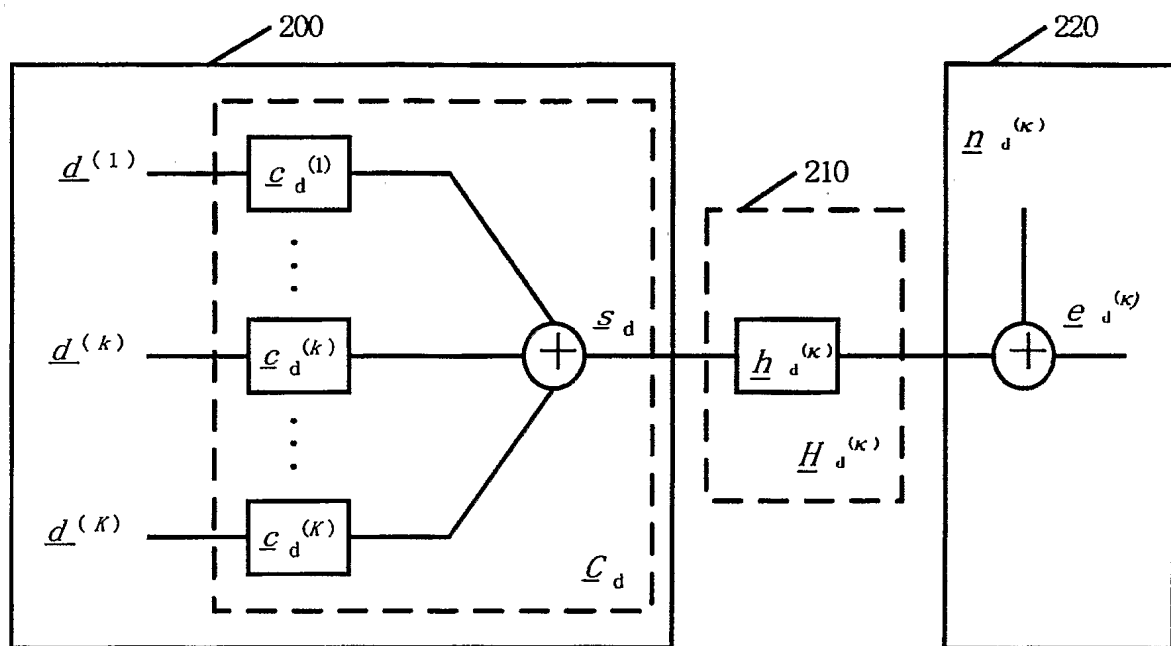 200
220
n d (κ)
d (1)
c d (1)
210
s d
e d (κ)
d (k)
c d (k)
h d (κ)
H d (κ)
d (K)
c d (K)
C d